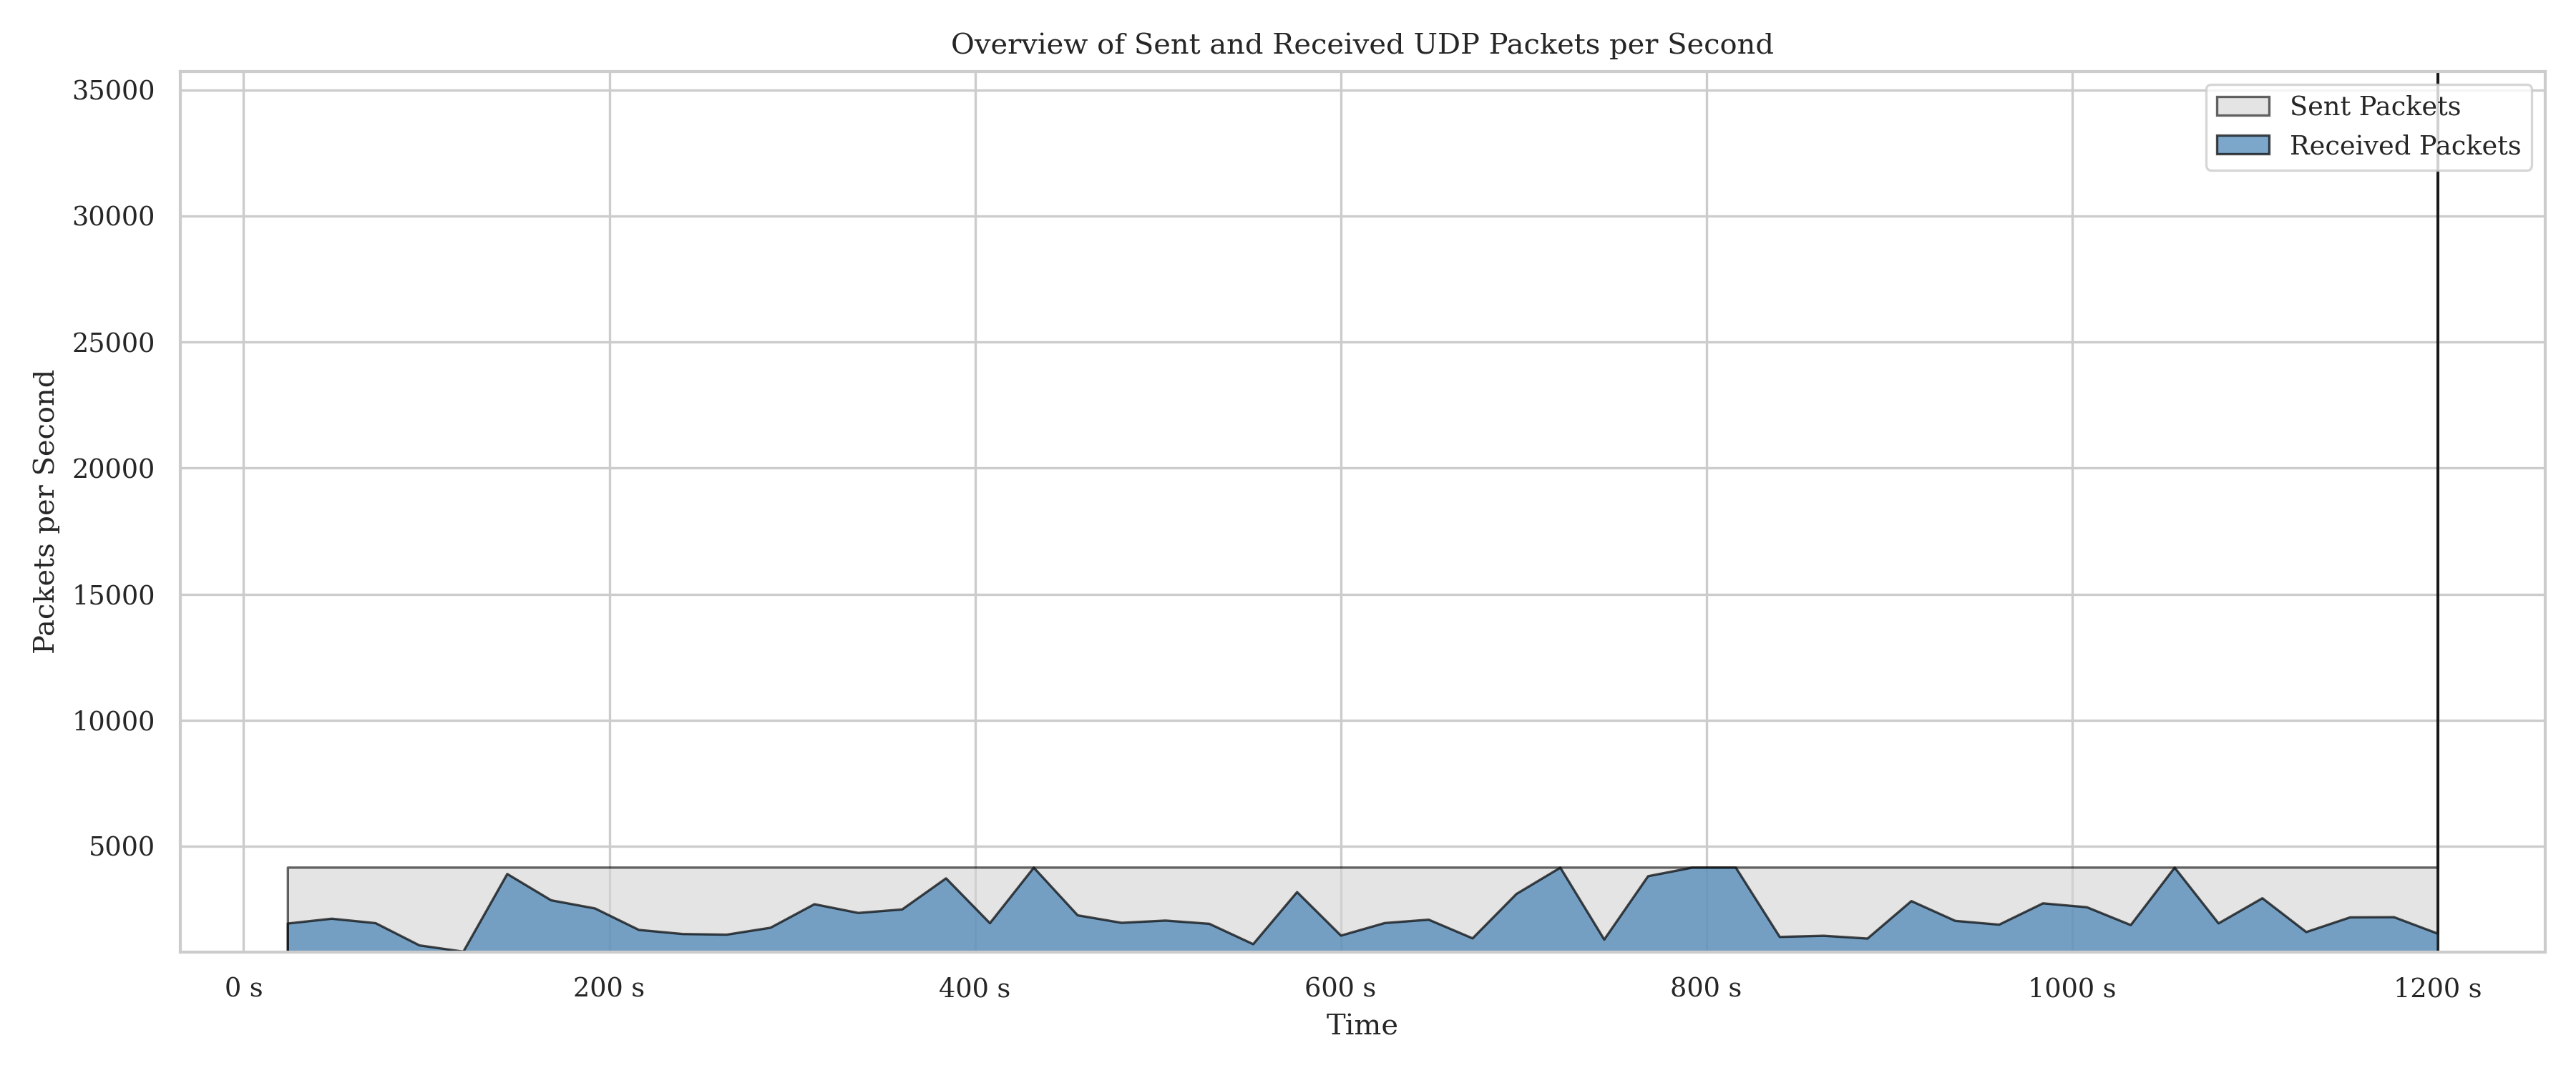 Overview of Sent and Received UDP Packets per Second
Sent Packets
Received Packets
Packets per Second
35000
30000
25000
20000
15000
10000
5000
0 s
200 s
400 s
600 s
800 s
1000 s
1200 s
Time